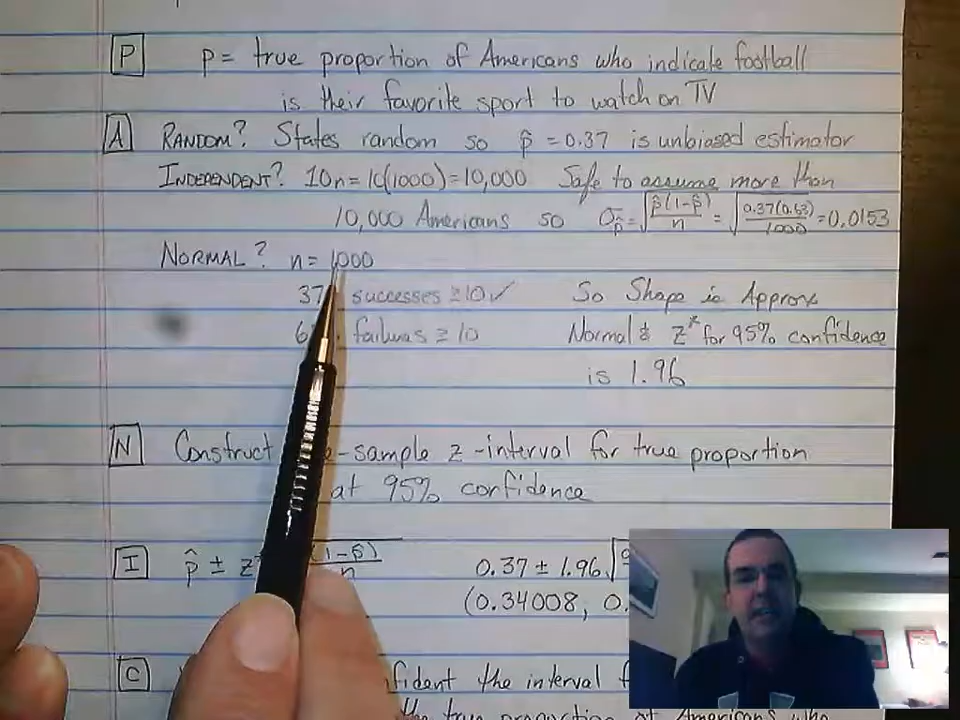 P p = true proportion of Americans who indicate football
is their favorite sport to watch on TV
A RANDOM? States random so p̂ = 0.37 is unbiased estimator
INDEPENDENT? 10n = 10(1000) = 10,000 Safe to assume more than
10,000 Americans so σp̂ = √(p̂(1-p̂)/n) = √(0.37(0.63)/1000) = 0.0153
NORMAL? n = 1000
37 successes ≥ 10 ✓ So Shape is Approx
6 failures ≥ 10 Normal & z* for 95% confidence
is 1.96
N Construct -sample z-interval for true proportion
at 95% confidence
I p̂ ± z (1-p̂) n 0.37 ± 1.96 √
(0.34008, 0.
C the interval
the true proportion of Americans who